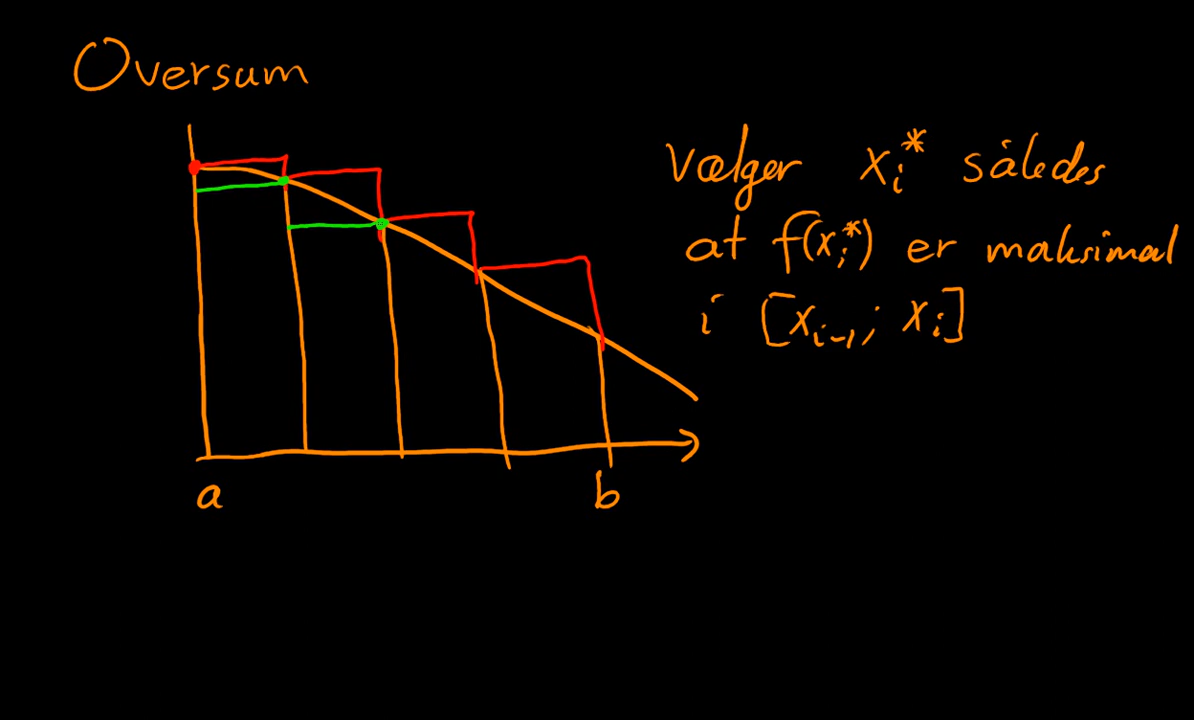 Oversum
Vælger xᵢ* således
at f(xᵢ*) er maksimal
i [xᵢ₋₁; xᵢ]
a
b